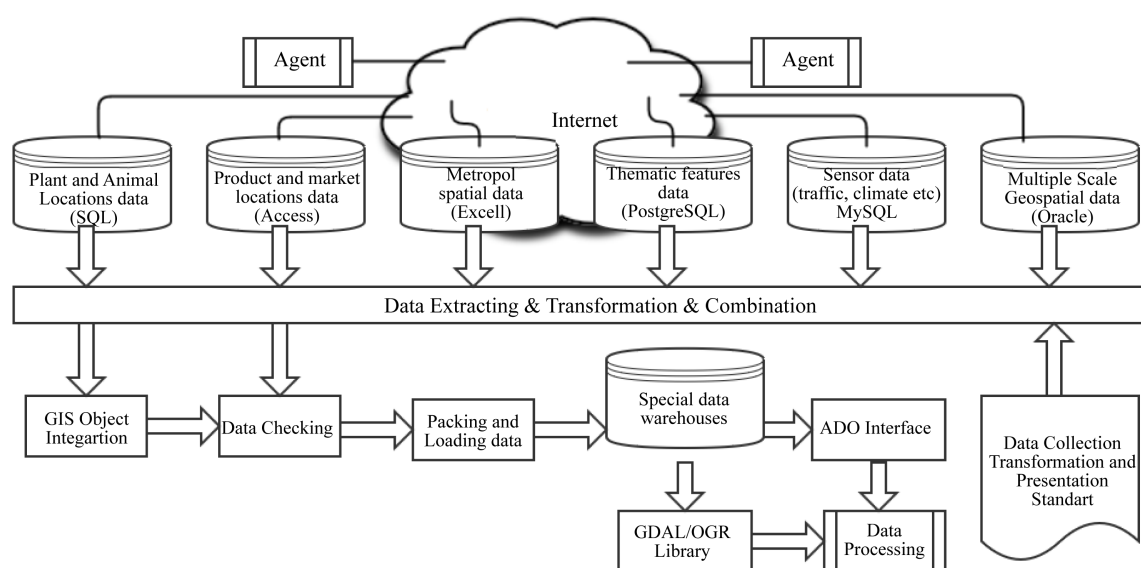 Agent
Agent
Internet
Plant and Animal
Locations data
(SQL)
Product and market
locations data
(Access)
Metropol
spatial data
(Excell)
Thematic features
data
(PostgreSQL)
Sensor data
(traffic, climate etc)
MySQL
Multiple Scale
Geospatial data
(Oracle)
Data Extracting & Transformation & Combination
GIS Object
Integartion
Data Checking
Packing and
Loading data
Special data
warehouses
ADO Interface
Data Collection
Transformation and
Presentation
Standart
GDAL/OGR
Library
Data
Processing